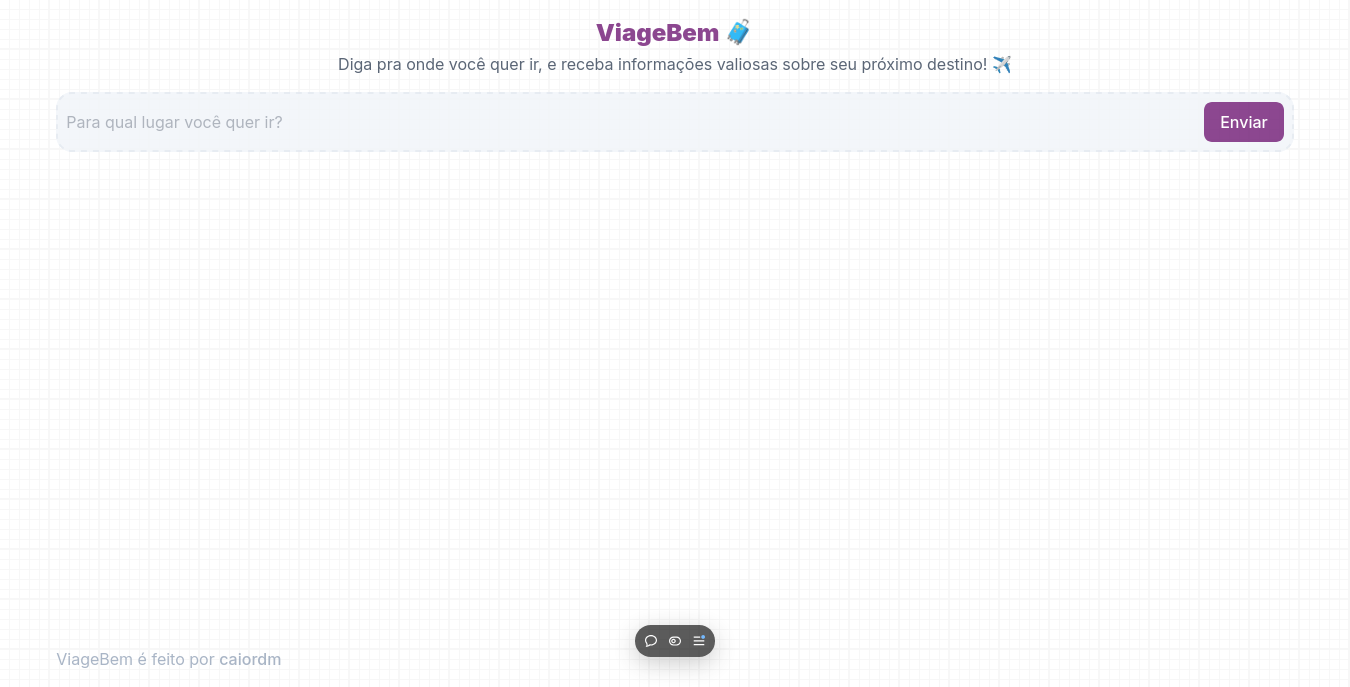 ViageBem 🧳
Diga pra onde você quer ir, e receba informações valiosas sobre seu próximo destino! ✈️
Para qual lugar você quer ir?
Enviar
ViageBem é feito por caiordm